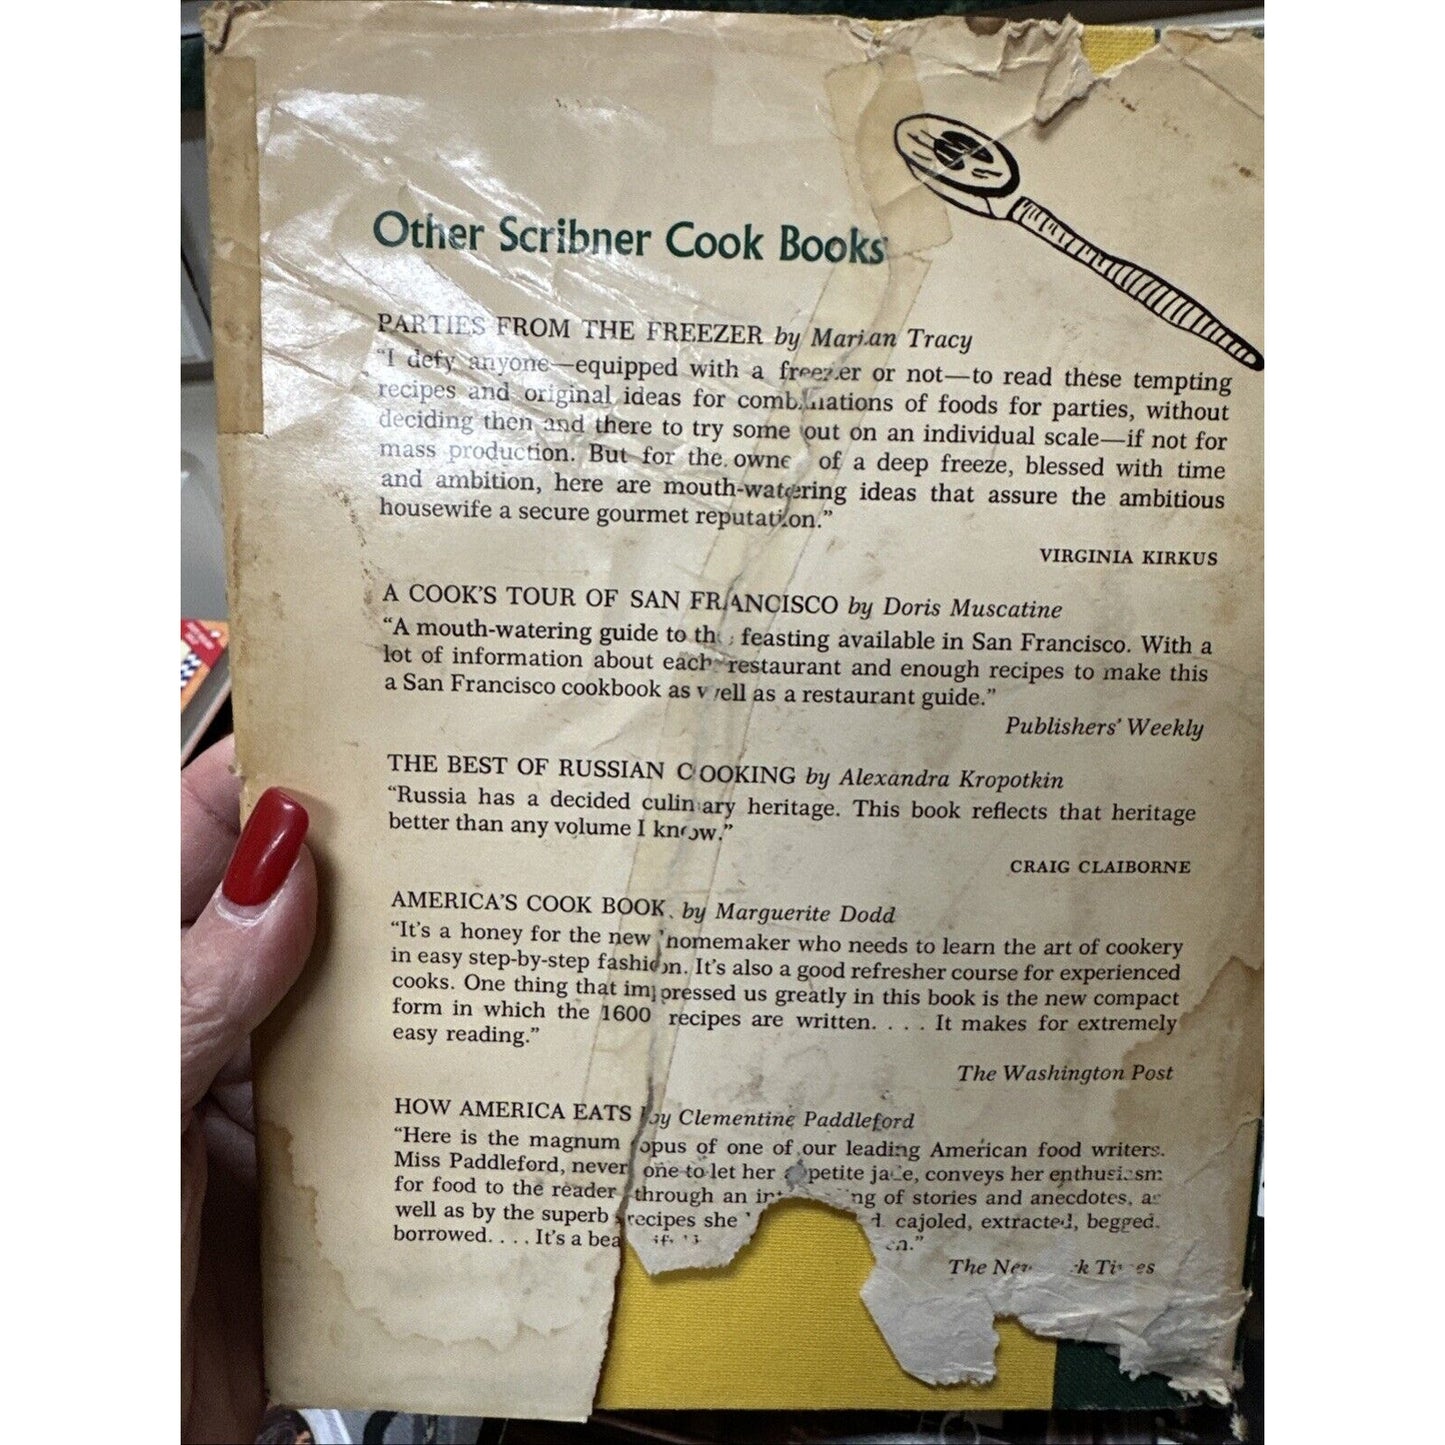 Other Scribner Cook Books
PARTIES FROM THE FREEZER by Marian Tracy
“I defy anyone—equipped with a freezer or not—to read these tempting
recipes and original ideas for combinations of foods for parties, without
deciding then and there to try some out on an individual scale—if not for
mass production. But for the owne of a deep freeze, blessed with time
and ambition, here are mouth-watering ideas that assure the ambitious
housewife a secure gourmet reputation.”
VIRGINIA KIRKUS
A COOK’S TOUR OF SAN FRANCISCO by Doris Muscatine
“A mouth-watering guide to the feasting available in San Francisco. With a
lot of information about each restaurant and enough recipes to make this
a San Francisco cookbook as well as a restaurant guide.”
Publishers’ Weekly
THE BEST OF RUSSIAN COOKING by Alexandra Kropotkin
“Russia has a decided culinary heritage. This book reflects that heritage
better than any volume I know.”
CRAIG CLAIBORNE
AMERICA’S COOK BOOK by Marguerite Dodd
“It’s a honey for the new homemaker who needs to learn the art of cookery
in easy step-by-step fashion. It’s also a good refresher course for experienced
cooks. One thing that impressed us greatly in this book is the new compact
form in which the 1600 recipes are written. . . . It makes for extremely
easy reading.”
The Washington Post
HOW AMERICA EATS by Clementine Paddleford
“Here is the magnum opus of one of our leading American food writers.
Miss Paddleford, never one to let her appetite jade, conveys her enthusiasm
for food to the reader through an of stories and anecdotes, as
well as by the superb recipes she cajoled, extracted, begged,
borrowed. . . . It’s a
The New York Times